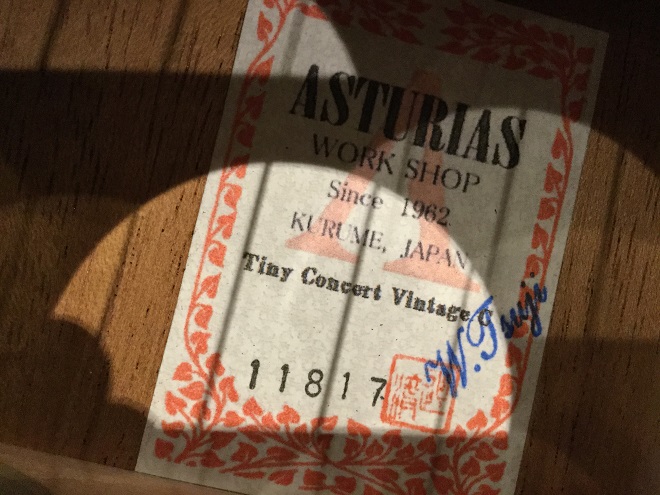 ASTURIAS
WORK SHOP
Since 1962
KURUME, JAPAN
Tiny Concert Vintage C
W. Tsuji
11817